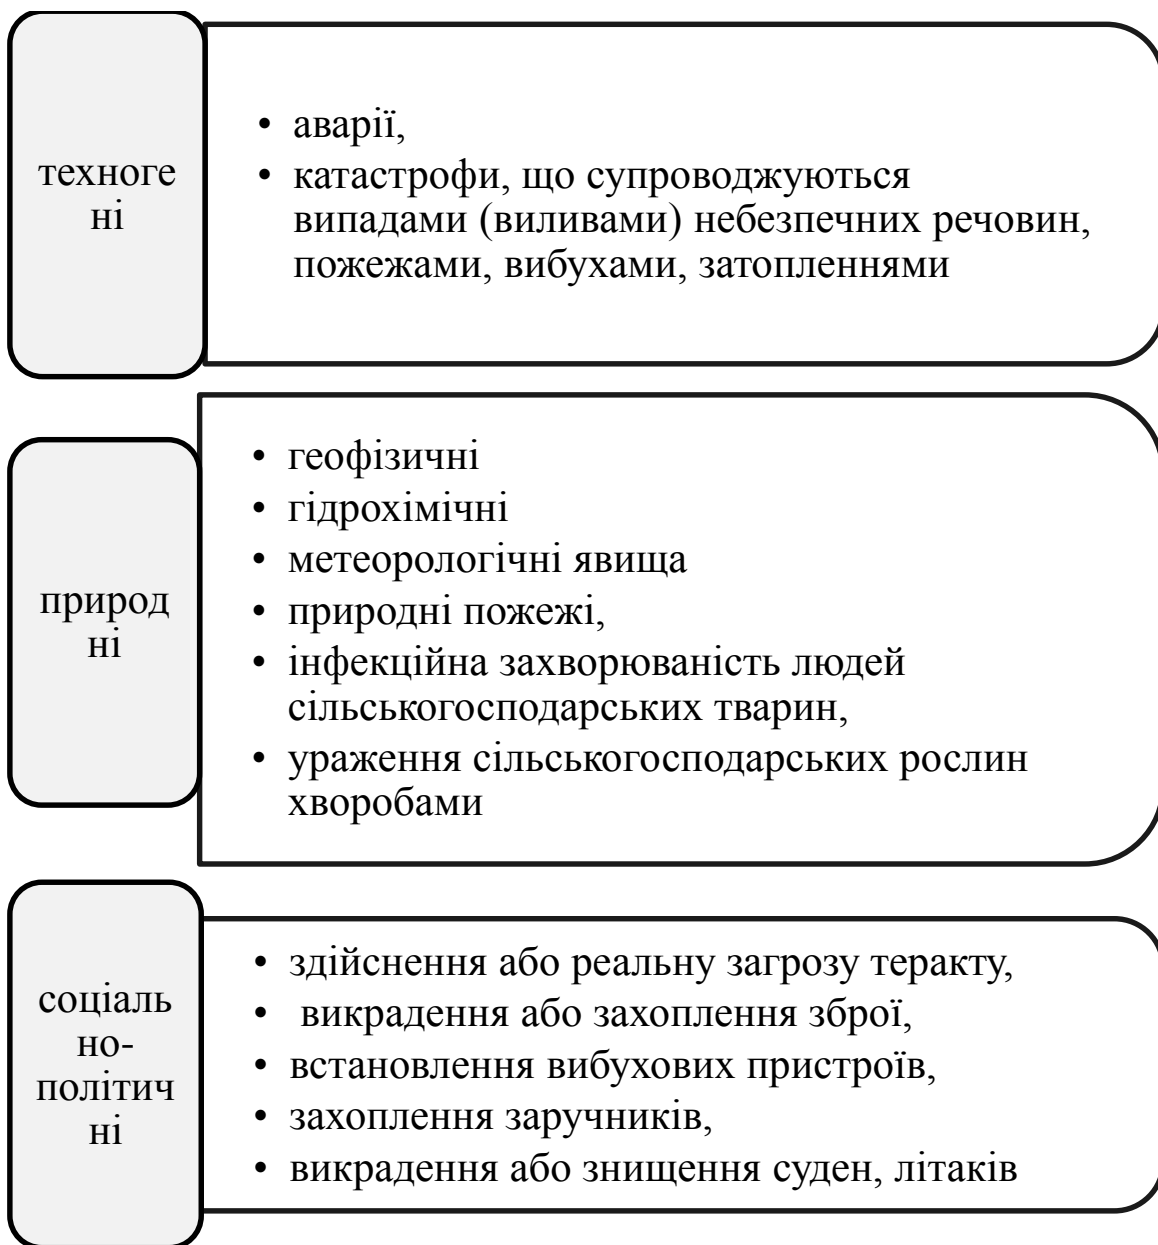 техноге
ні
• аварії,
• катастрофи, що супроводжуються
випадами (виливами) небезпечних речовин,
пожежами, вибухами, затопленнями
природ
ні
• геофізичні
• гідрохімічні
• метеорологічні явища
• природні пожежі,
• інфекційна захворюваність людей
сільськогосподарських тварин,
• ураження сільськогосподарських рослин
хворобами
соціаль
но-
політич
ні
• здійснення або реальну загрозу теракту,
• викрадення або захоплення зброї,
• встановлення вибухових пристроїв,
• захоплення заручників,
• викрадення або знищення суден, літаків